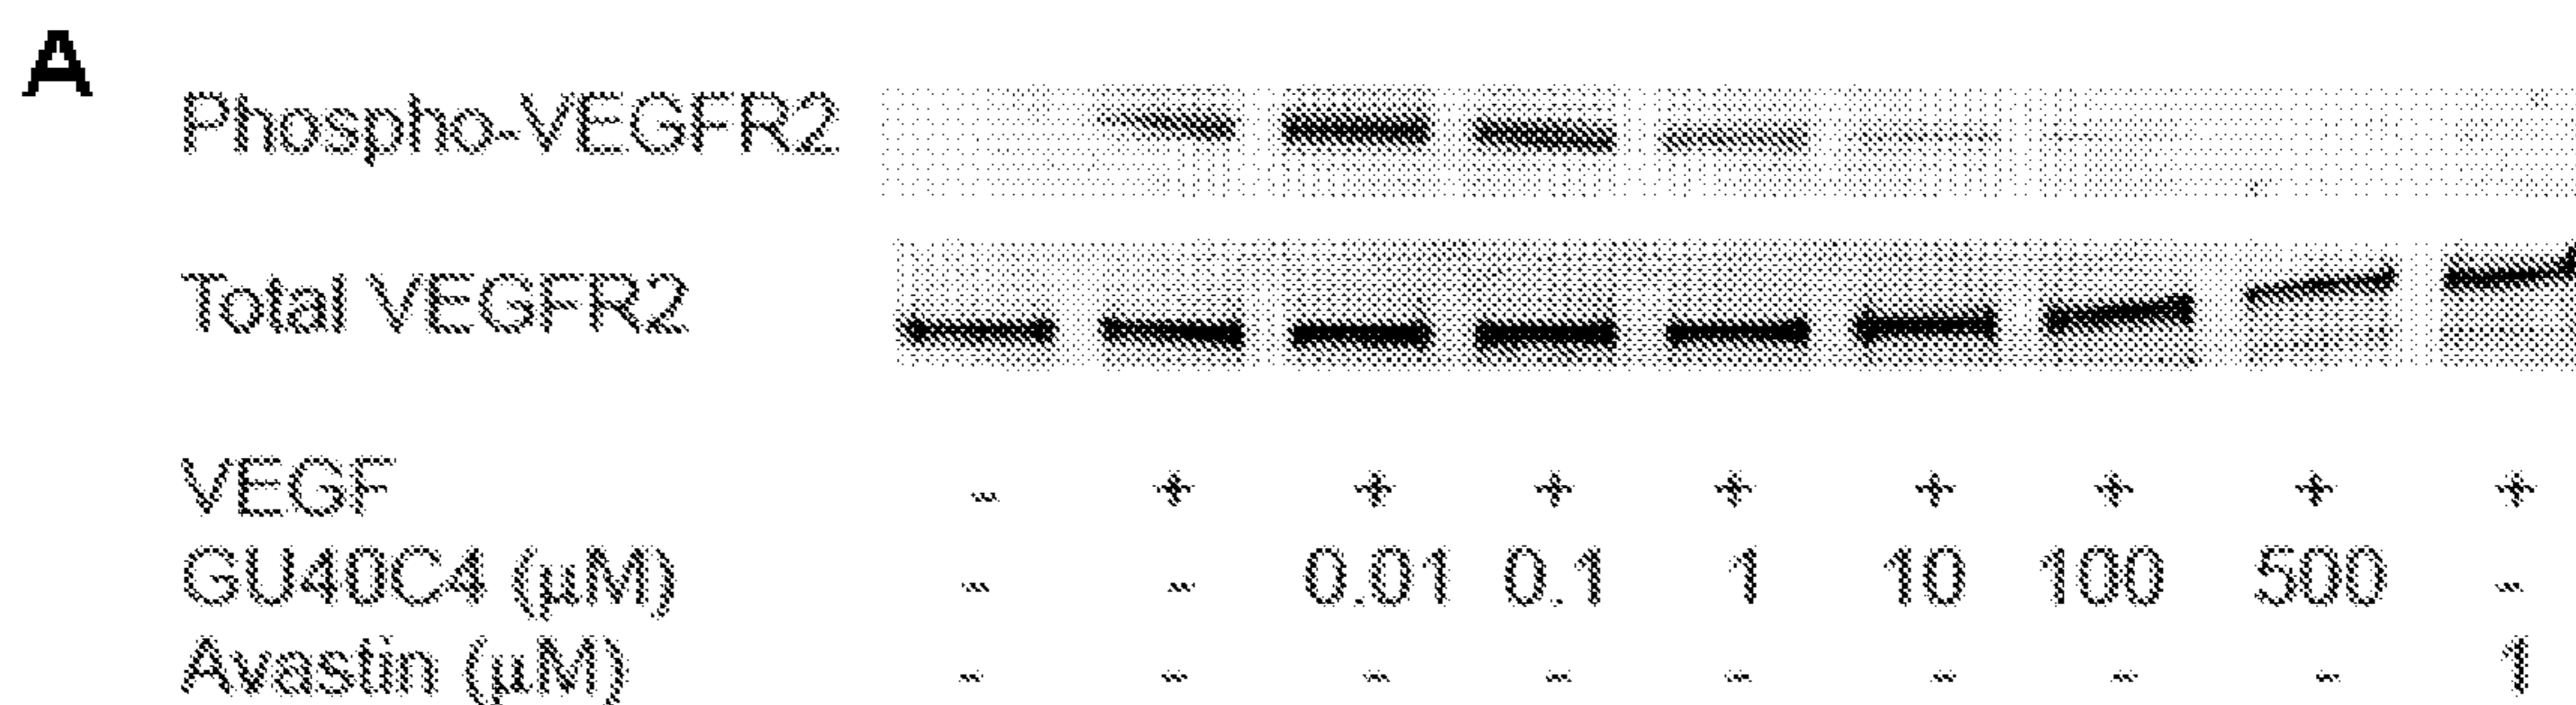 A
Phospho-VEGFR2
Total VEGFR2
VEGF - + + + + + + + +
GU40C4 (μM) - - 0.01 0.1 1 10 100 500 -
Avastin (μM) - - - - - - - - 1